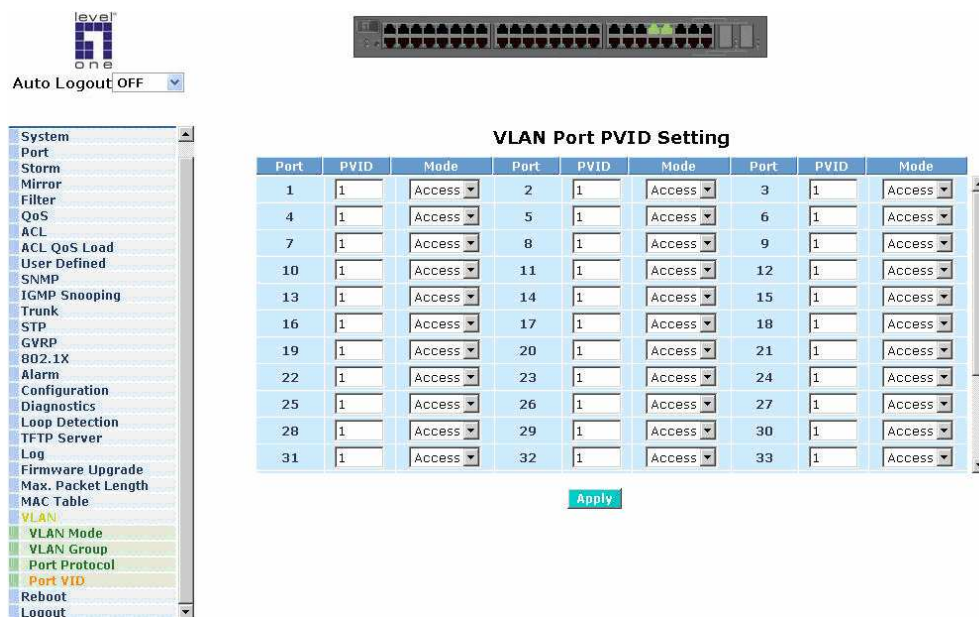 level
one
Auto Logout OFF
System
Port
Storm
Mirror
Filter
QoS
ACL
ACL QoS Load
User Defined
SNMP
IGMP Snooping
Trunk
STP
GVRP
802.1X
Alarm
Configuration
Diagnostics
Loop Detection
TFTP Server
Log
Firmware Upgrade
Max. Packet Length
MAC Table
VLAN
VLAN Mode
VLAN Group
Port Protocol
Port VID
Reboot
Logout
VLAN Port PVID Setting
Port PVID Mode Port PVID Mode Port PVID Mode
1 1 Access 2 1 Access 3 1 Access
4 1 Access 5 1 Access 6 1 Access
7 1 Access 8 1 Access 9 1 Access
10 1 Access 11 1 Access 12 1 Access
13 1 Access 14 1 Access 15 1 Access
16 1 Access 17 1 Access 18 1 Access
19 1 Access 20 1 Access 21 1 Access
22 1 Access 23 1 Access 24 1 Access
25 1 Access 26 1 Access 27 1 Access
28 1 Access 29 1 Access 30 1 Access
31 1 Access 32 1 Access 33 1 Access
Apply